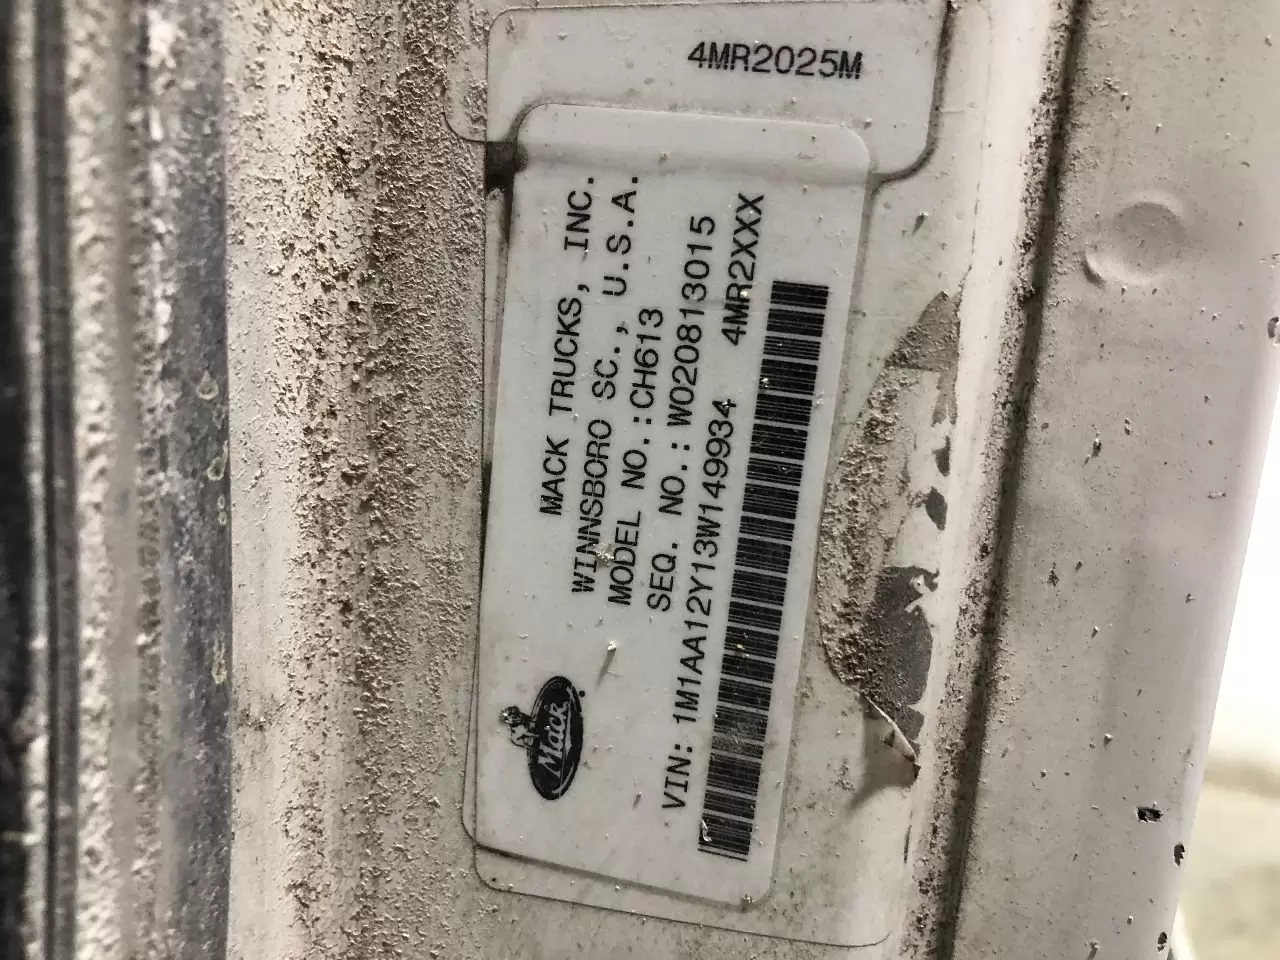 4MR2025M
MACK TRUCKS, INC.
WINNSBORO SC., U.S.A.
MODEL NO.:CH613
SEQ. NO.: W020813015
VIN: 1M1AA12Y13W149934 4MR2XXX
Mack